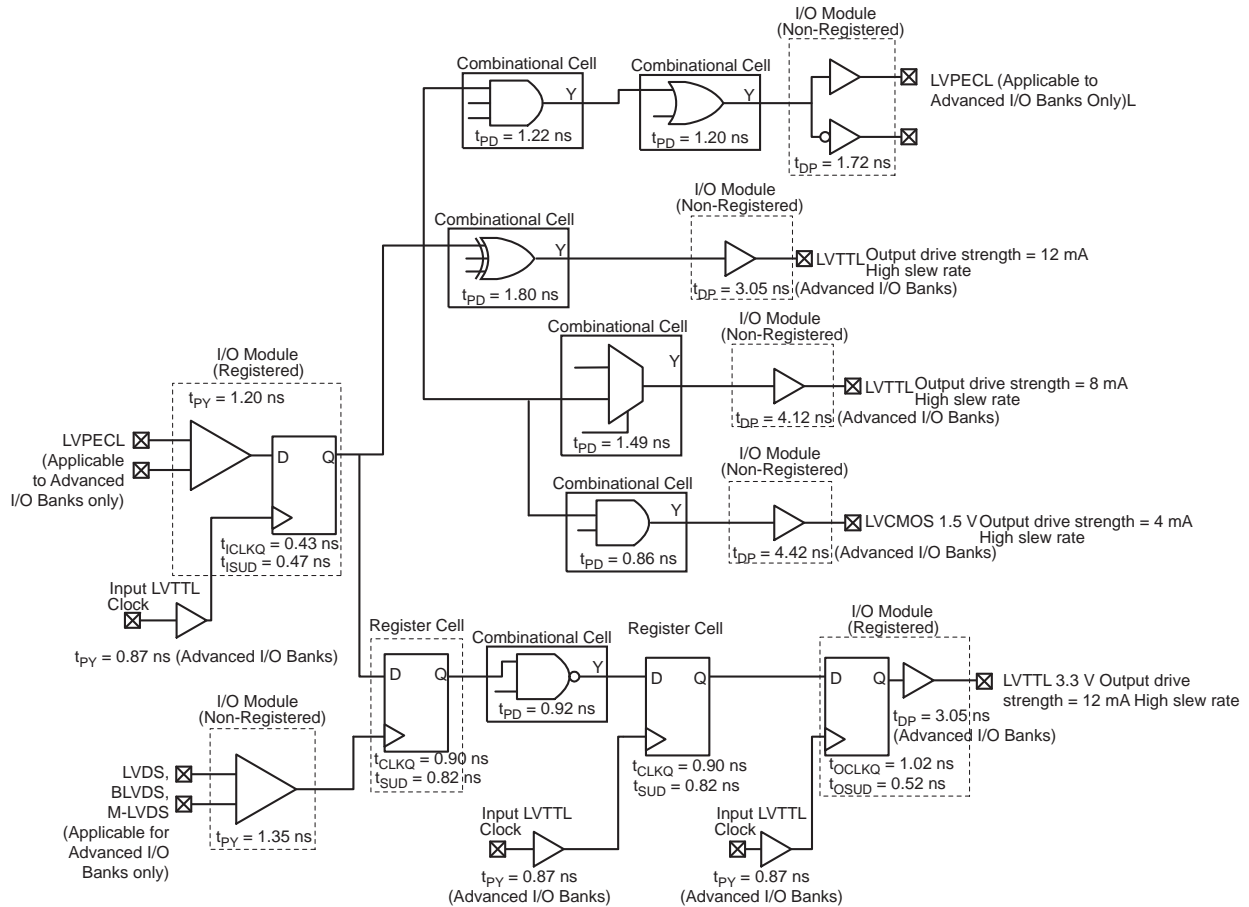 I/O Module
(Non-Registered)
Combinational Cell
Y
tPD = 1.22 ns
Combinational Cell
Y
tPD = 1.20 ns
tDP = 1.72 ns
LVPECL (Applicable to
Advanced I/O Banks Only)L
I/O Module
(Non-Registered)
Combinational Cell
Y
tPD = 1.80 ns
tDP = 3.05 ns (Advanced I/O Banks)
LVTTL Output drive strength = 12 mA
High slew rate
Combinational Cell
Y
tPD = 1.49 ns
I/O Module
(Non-Registered)
tDP = 4.12 ns (Advanced I/O Banks)
LVTTL Output drive strength = 8 mA
High slew rate
I/O Module
(Registered)
tPY = 1.20 ns
LVPECL
(Applicable
to Advanced
I/O Banks only)
D
Q
tICLKQ = 0.43 ns
tISUD = 0.47 ns
Input LVTTL
Clock
tPY = 0.87 ns (Advanced I/O Banks)
Combinational Cell
Y
tPD = 0.86 ns
I/O Module
(Non-Registered)
tDP = 4.42 ns (Advanced I/O Banks)
LVCMOS 1.5 V Output drive strength = 4 mA
High slew rate
I/O Module
(Non-Registered)
LVDS,
BLVDS,
M-LVDS
(Applicable for
Advanced I/O
Banks only)
tPY = 1.35 ns
Register Cell
D
Q
tCLKQ = 0.90 ns
tSUD = 0.82 ns
Combinational Cell
Y
tPD = 0.92 ns
Register Cell
D
Q
tCLKQ = 0.90 ns
tSUD = 0.82 ns
Input LVTTL
Clock
tPY = 0.87 ns
(Advanced I/O Banks)
I/O Module
(Registered)
D
Q
tDP = 3.05 ns
(Advanced I/O Banks)
tOCLKQ = 1.02 ns
tOSUD = 0.52 ns
LVTTL 3.3 V Output drive
strength = 12 mA High slew rate
Input LVTTL
Clock
tPY = 0.87 ns
(Advanced I/O Banks)